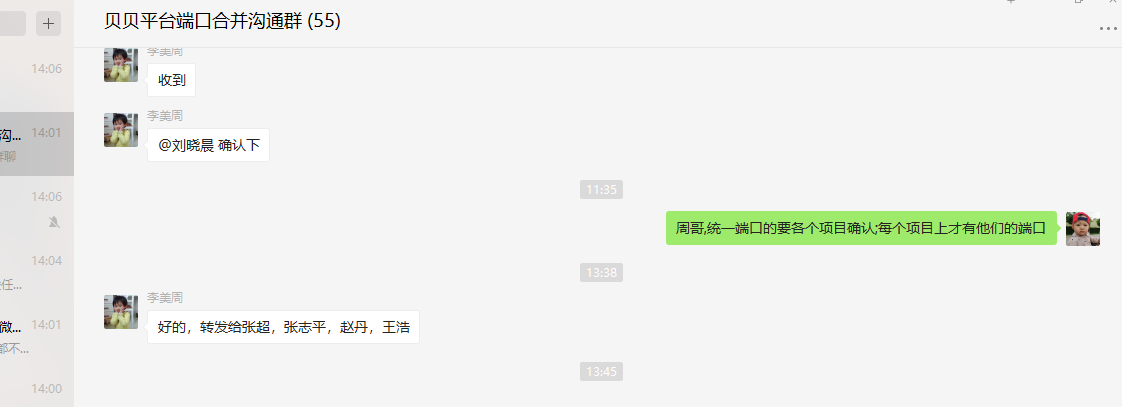 贝贝平台端口合并沟通群 (55)
14:06
李美周
收到
李美周
@刘晓晨 确认下
沟...
14:01
群聊
11:35
14:06
周哥,统一端口的要各个项目确认;每个项目上才有他们的端口
14:04
13:38
任...
李美周
好的，转发给张超，张志平，赵丹，王浩
微...
14:01
都不...
13:45
14:00